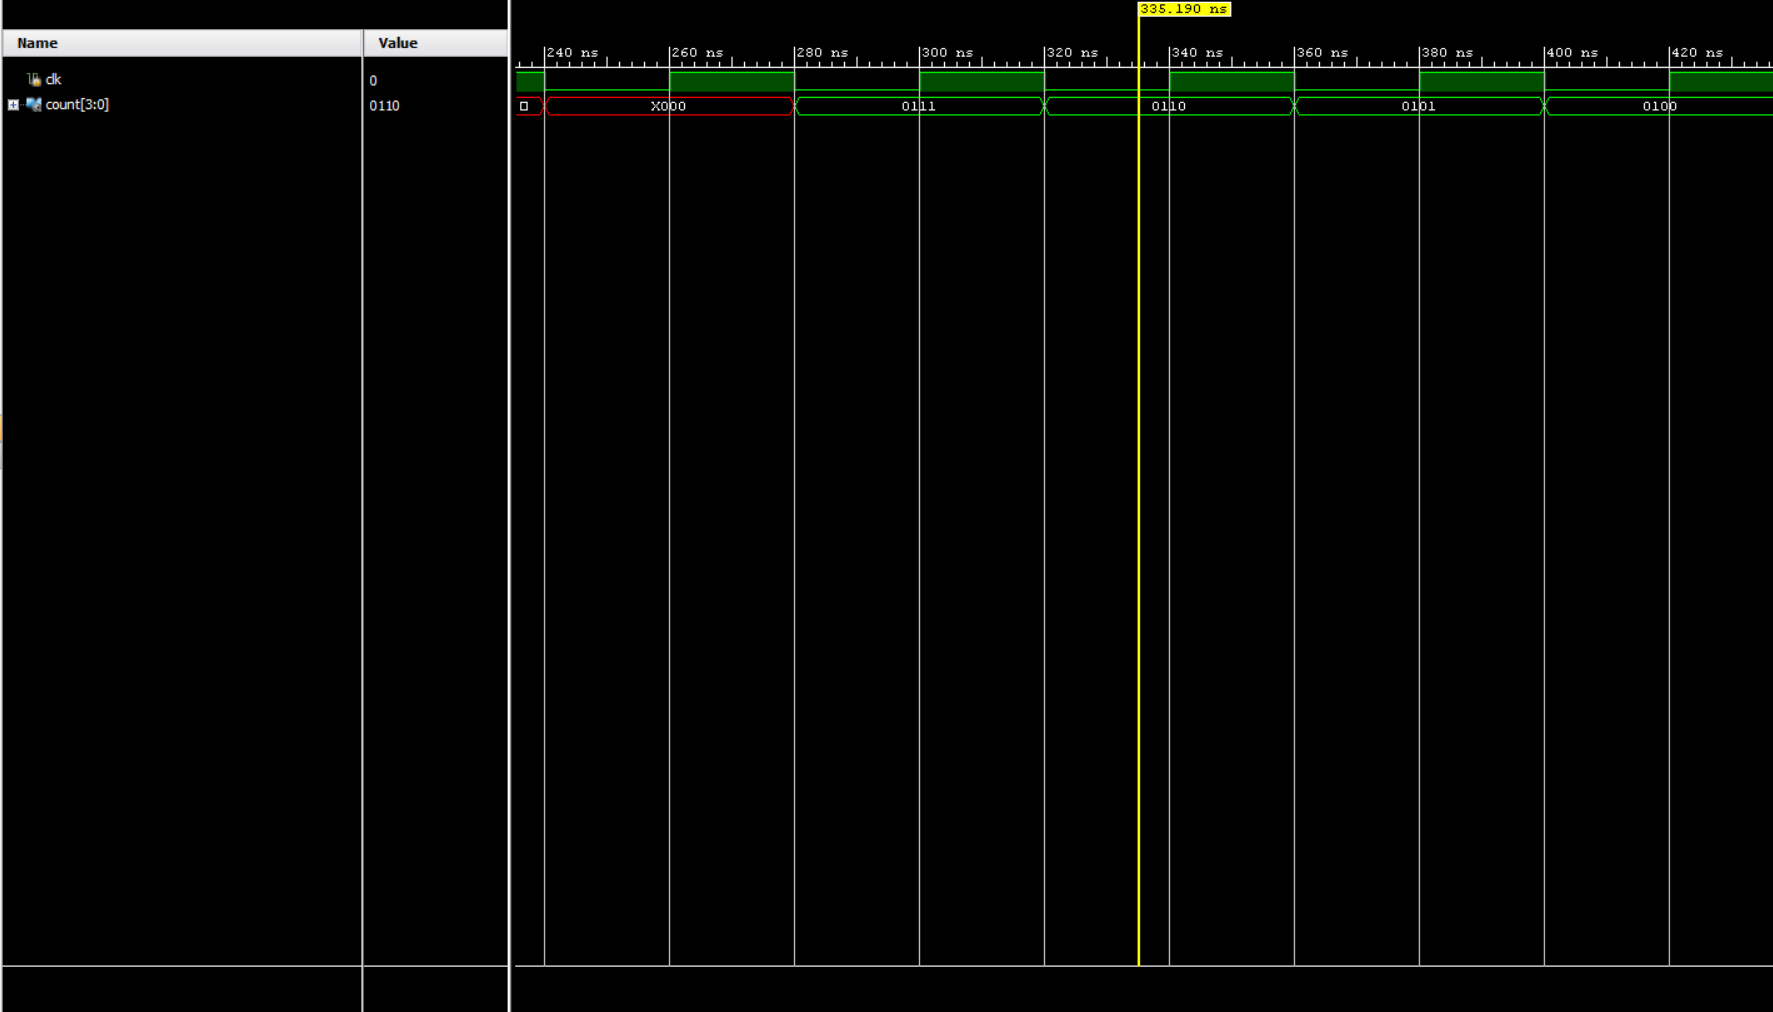 335.190 ns
Name Value
240 ns 260 ns 280 ns 300 ns 320 ns 340 ns 360 ns 380 ns 400 ns 420 ns
clk 0
count[3:0] 0110 X000 0111 0110 0101 0100